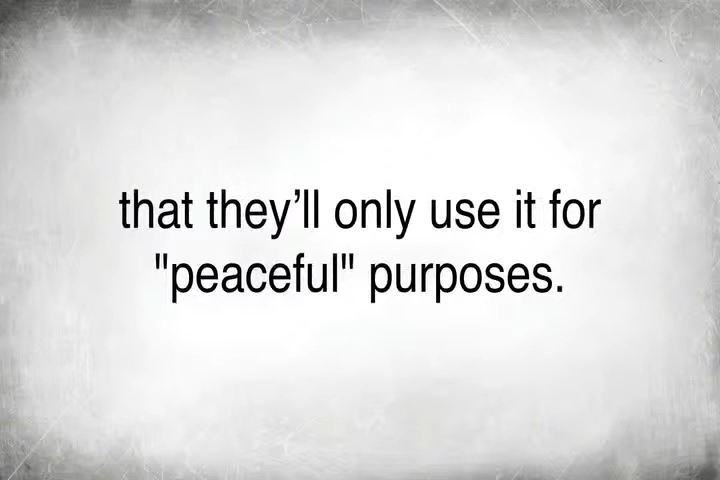 that they’ll only use it for
"peaceful" purposes.